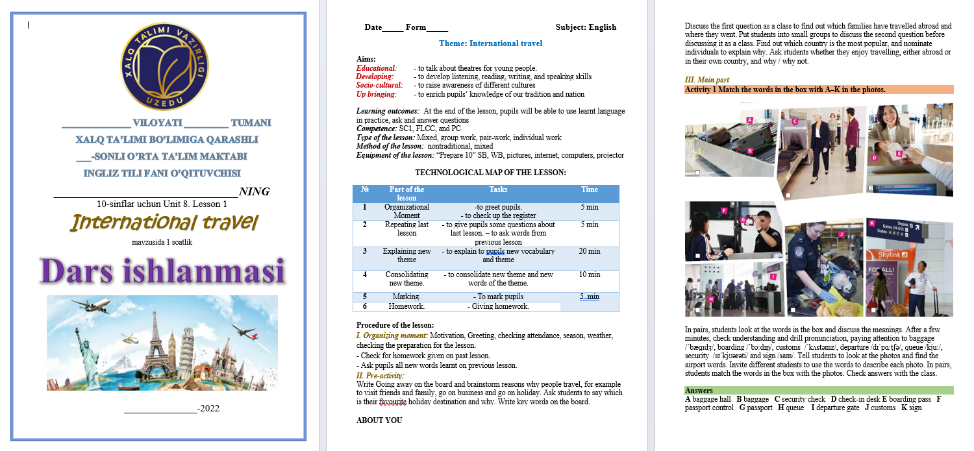 XALQ TA'LIMI VAZIRLIGI
UZEDU
_______________ VILOYATI __________ TUMANI
XALQ TA'LIMI BO'LIMIGA QARASHLI
___-SONLI O'RTA TA'LIM MAKTABI
INGLIZ TILI FANI O'QITUVCHISI
________________________________NING
10-sinflar uchun Unit 8. Lesson 1
International travel
mavzusida 1 soatlik
Dars ishlanmasi
________________-2022
Date_____ Form_____ Subject: English
Theme: International travel
Aims:
Educational: - to talk about theatres for young people.
Developing: - to develop listening, reading, writing, and speaking skills
Socio-cultural: - to raise awareness of different cultures
Up bringing: - to enrich pupils' knowledge of our tradition and nation
Learning outcomes: At the end of the lesson, pupils will be able to use learnt language
in practice, ask and answer questions
Competence: SC1, FLCC, and PC
Type of the lesson: Mixed, group work, pair-work, individual work
Method of the lesson: nontraditional, mixed
Equipment of the lesson: "Prepare 10" SB, WB, pictures, internet, computers, projector
TECHNOLOGICAL MAP OF THE LESSON:
№ Part of the lesson Tasks Time
1 Organizational Moment -to greet pupils. - to check up the register 5 min
2 Repeating last lesson - to give pupils some questions about last lesson. – to ask words from previous lesson 5 min
3 Explaining new theme - to explain to pupils new vocabulary and theme 20 min
4 Consolidating new theme. - to consolidate new theme and new words of the theme. 10 min
5 Marking. - To mark pupils 5 min
6 Homework. - Giving homework.
Procedure of the lesson:
I. Organizing moment: Motivation, Greeting, checking attendance, season, weather,
checking the preparation for the lesson.
- Check for homework given on past lesson.
- Ask pupils all new words learnt on previous lesson.
II. Pre-activity:
Write Going away on the board and brainstorm reasons why people travel, for example
to visit friends and family, go on business and go on holiday. Ask students to say which
is their favourite holiday destination and why. Write key words on the board.
ABOUT YOU
Discuss the first question as a class to find out which families have travelled abroad and
where they went. Put students into small groups to discuss the second question before
discussing it as a class. Find out which country is the most popular, and nominate
individuals to explain why. Ask students whether they enjoy travelling, either abroad or
in their own country, and why / why not.
III. Main part
Activity 1 Match the words in the box with A–K in the photos.
A
B
C
D
E
F
G
H
I
J
K
Skylink
FOR ALL!
In pairs, students look at the words in the box and discuss the meanings. After a few
minutes, check understanding and drill pronunciation, paying attention to baggage
/ˈbægɪdʒ/, boarding /ˈbɔːdɪŋ/, customs /ˈkʌstəmz/, departure /dɪˈpɑːtʃə/, queue /kjuː/,
security /sɪˈkjʊərəti/ and sign /saɪn/. Tell students to look at the photos and find the
airport words. Invite different students to use the words to describe each photo. In pairs,
students match the words in the box with the photos. Check answers with the class.
Answers
A baggage hall B baggage C security check D check-in desk E boarding pass F
passport control G passport H queue I departure gate J customs K sign